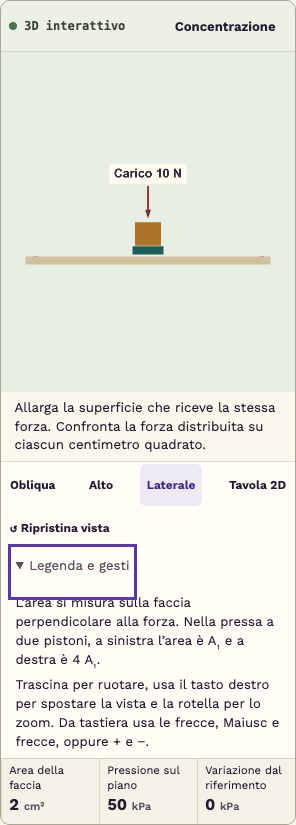 3D interattivo
Concentrazione
Carico 10 N
Allarga la superficie che riceve la stessa
forza. Confronta la forza distribuita su
ciascun centimetro quadrato.
Obliqua
Alto
Laterale
Tavola 2D
↺ Ripristina vista
▼ Legenda e gesti
L'area si misura sulla faccia
perpendicolare alla forza. Nella pressa a
due pistoni, a sinistra l'area è A₁ e a
destra è 4 A₁.
Trascina per ruotare, usa il tasto destro
per spostare la vista e la rotella per lo
zoom. Da tastiera usa le frecce, Maiusc e
frecce, oppure + e −.
Area della
faccia
2 cm²
Pressione sul
piano
50 kPa
Variazione dal
riferimento
0 kPa